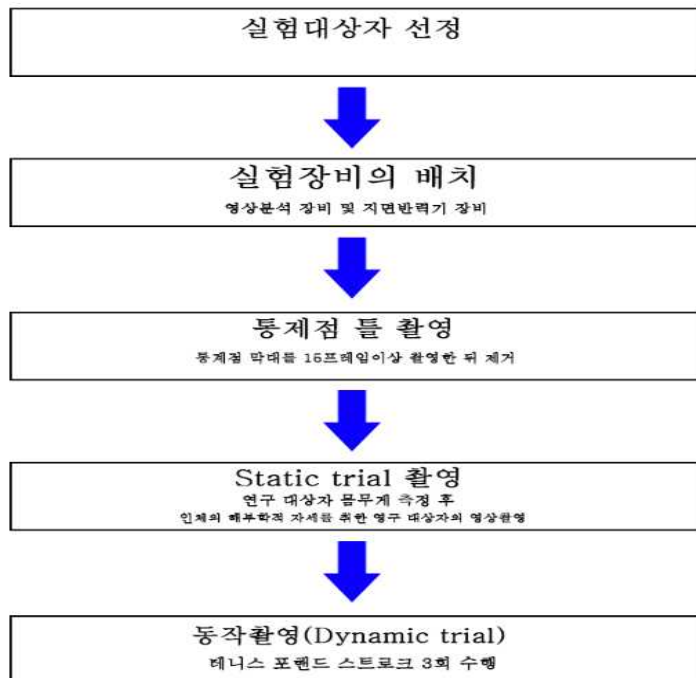 실험대상자 선정
실험장비의 배치
영상분석 장비 및 지면반력기 장비
통제점 틀 촬영
통제점 막대를 15프레임이상 촬영한 뒤 제거
Static trial 촬영
연구 대상자 몸무게 측정 후
인체의 해부학적 자세를 취한 연구 대상자의 영상촬영
동작촬영(Dynamic trial)
테니스 포핸드 스트로크 3회 수행